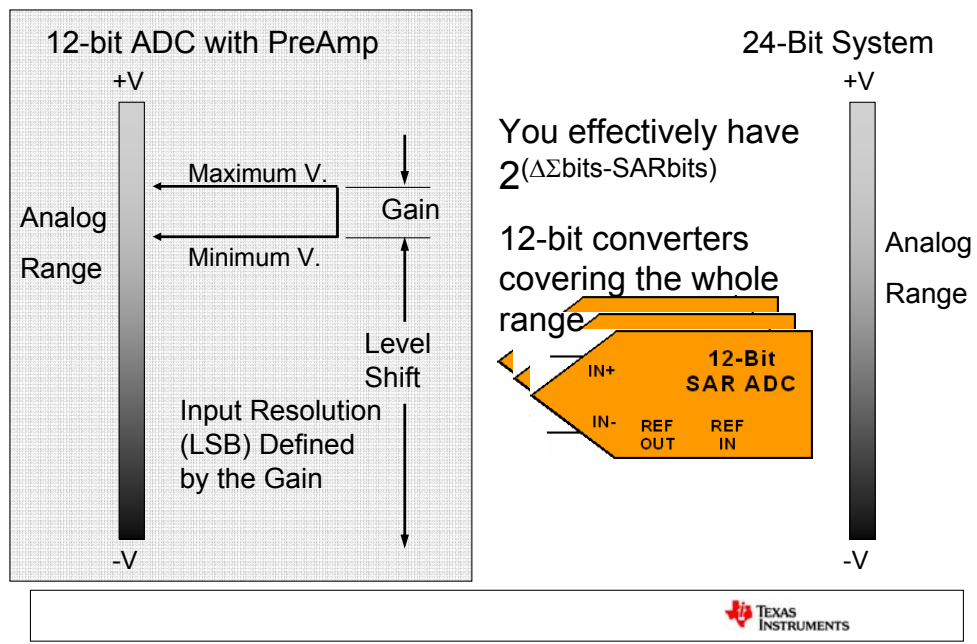 12-bit ADC with PreAmp
+V
Maximum V.
Analog
Range
Gain
Minimum V.
Level
Shift
Input Resolution
(LSB) Defined
by the Gain
-V
24-Bit System
+V
You effectively have
2(ΔΣbits-SARbits)
12-bit converters
covering the whole
range
Analog
Range
12-Bit
SAR ADC
IN+
IN-
REF
OUT
REF
IN
-V
TEXAS
INSTRUMENTS